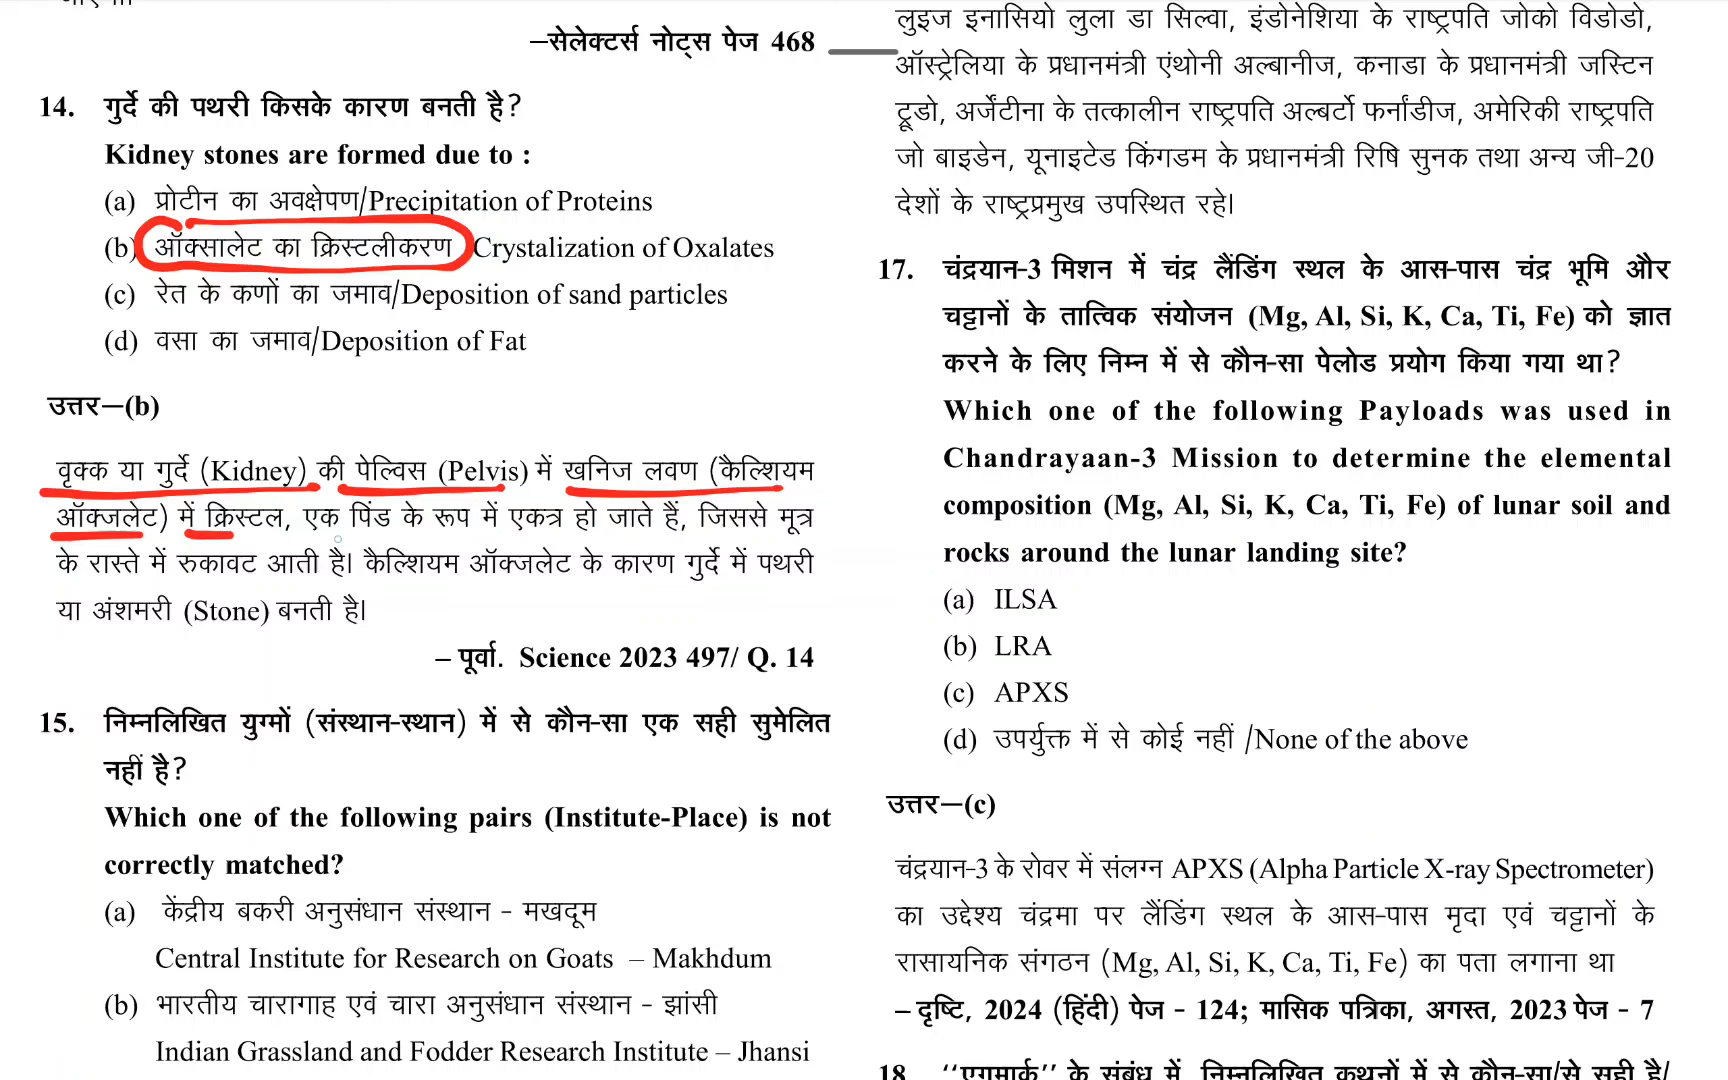 –सेलेक्टर्स नोट्स पेज 468
14. गुर्दे की पथरी किसके कारण बनती है?
Kidney stones are formed due to :
(a) प्रोटीन का अवक्षेपण/Precipitation of Proteins
(b) ऑक्सालेट का क्रिस्टलीकरण Crystalization of Oxalates
(c) रेत के कणों का जमाव/Deposition of sand particles
(d) वसा का जमाव/Deposition of Fat
उत्तर–(b)
वृक्क या गुर्दे (Kidney) की पेल्विस (Pelvis) में खनिज लवण (कैल्शियम
ऑक्जलेट) में क्रिस्टल, एक पिंड के रूप में एकत्र हो जाते हैं, जिससे मूत्र
के रास्ते में रुकावट आती है। कैल्शियम ऑक्जलेट के कारण गुर्दे में पथरी
या अंशमरी (Stone) बनती है।
– पूर्वा. Science 2023 497/ Q. 14
15. निम्नलिखित युग्मों (संस्थान-स्थान) में से कौन-सा एक सही सुमेलित
नहीं है?
Which one of the following pairs (Institute-Place) is not
correctly matched?
(a) केंद्रीय बकरी अनुसंधान संस्थान - मखदूम
Central Institute for Research on Goats – Makhdum
(b) भारतीय चारागाह एवं चारा अनुसंधान संस्थान - झांसी
Indian Grassland and Fodder Research Institute – Jhansi
लुइज इनासियो लुला डा सिल्वा, इंडोनेशिया के राष्ट्रपति जोको विडोडो,
ऑस्ट्रेलिया के प्रधानमंत्री एंथोनी अल्बानीज, कनाडा के प्रधानमंत्री जस्टिन
ट्रूडो, अर्जेंटीना के तत्कालीन राष्ट्रपति अल्बर्टो फर्नांडीज, अमेरिकी राष्ट्रपति
जो बाइडेन, यूनाइटेड किंगडम के प्रधानमंत्री रिषि सुनक तथा अन्य जी-20
देशों के राष्ट्रप्रमुख उपस्थित रहे।
17. चंद्रयान-3 मिशन में चंद्र लैंडिंग स्थल के आस-पास चंद्र भूमि और
चट्टानों के तात्विक संयोजन (Mg, Al, Si, K, Ca, Ti, Fe) को ज्ञात
करने के लिए निम्न में से कौन-सा पेलोड प्रयोग किया गया था?
Which one of the following Payloads was used in
Chandrayaan-3 Mission to determine the elemental
composition (Mg, Al, Si, K, Ca, Ti, Fe) of lunar soil and
rocks around the lunar landing site?
(a) ILSA
(b) LRA
(c) APXS
(d) उपर्युक्त में से कोई नहीं /None of the above
उत्तर–(c)
चंद्रयान-3 के रोवर में संलग्न APXS (Alpha Particle X-ray Spectrometer)
का उद्देश्य चंद्रमा पर लैंडिंग स्थल के आस-पास मृदा एवं चट्टानों के
रासायनिक संगठन (Mg, Al, Si, K, Ca, Ti, Fe) का पता लगाना था
– दृष्टि, 2024 (हिंदी) पेज - 124; मासिक पत्रिका, अगस्त, 2023 पेज - 7
18. ''एगमार्क'' के संबंध में, निम्नलिखित कथनों में से कौन-सा/से सही है/